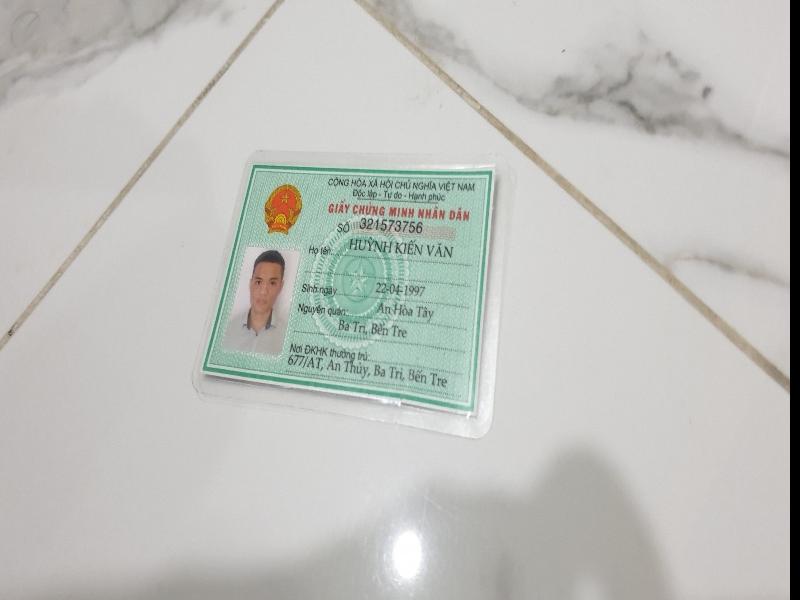 CỘNG HÒA XÃ HỘI CHỦ NGHĨA VIỆT NAM
Độc lập - Tự do - Hạnh phúc
GIẤY CHỨNG MINH NHÂN DÂN
SỐ 321573756
Họ tên: HUỲNH KIẾN VĂN
Sinh ngày 22-04-1997
Nguyên quán: An Hòa Tây
Ba Tri, Bến Tre
Nơi ĐKHK thường trú:
677/AT, An Thủy, Ba Tri, Bến Tre